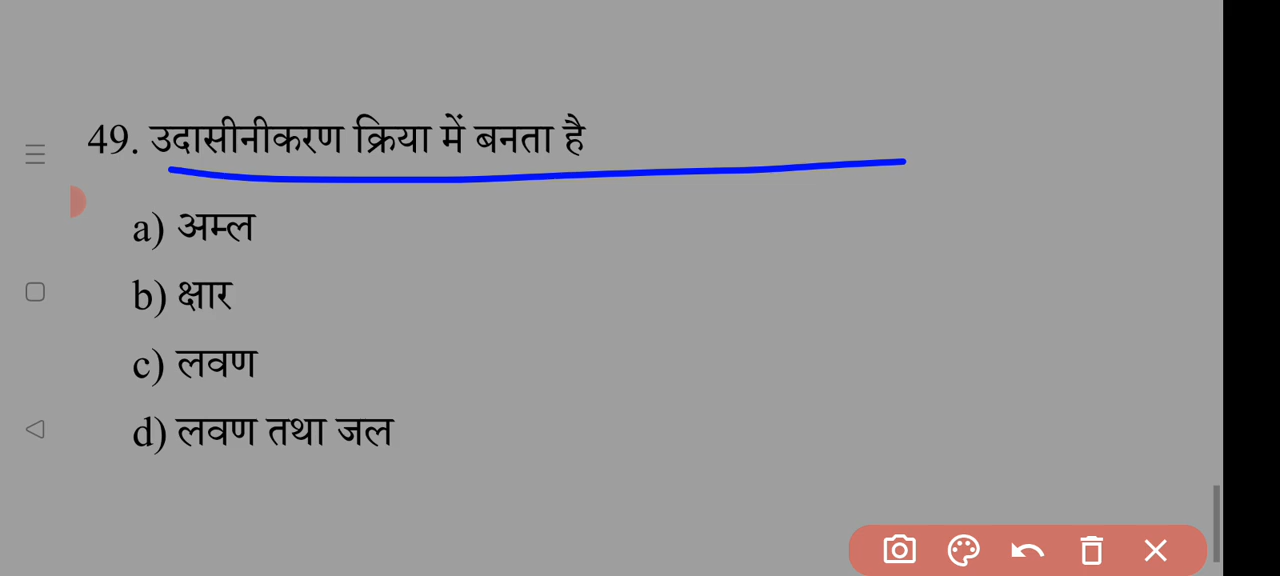 49. उदासीनीकरण क्रिया में बनता है
a) अम्ल
b) क्षार
c) लवण
d) लवण तथा जल